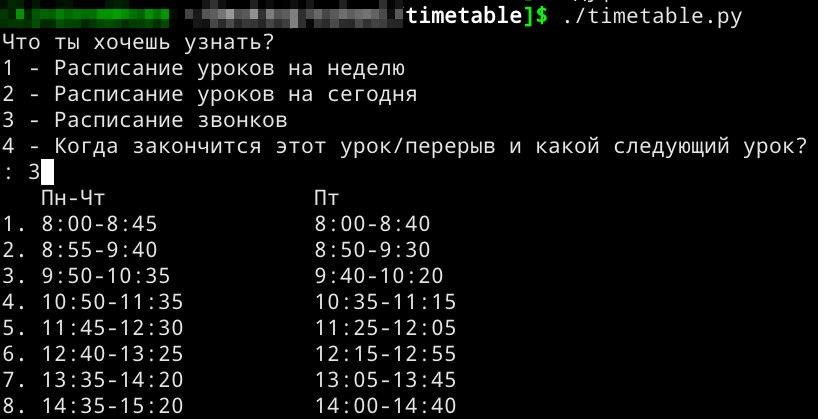 timetable]$ ./timetable.py
Что ты хочешь узнать?
1 - Расписание уроков на неделю
2 - Расписание уроков на сегодня
3 - Расписание звонков
4 - Когда закончится этот урок/перерыв и какой следующий урок?
: 3
Пн-Чт Пт
1. 8:00-8:45 8:00-8:40
2. 8:55-9:40 8:50-9:30
3. 9:50-10:35 9:40-10:20
4. 10:50-11:35 10:35-11:15
5. 11:45-12:30 11:25-12:05
6. 12:40-13:25 12:15-12:55
7. 13:35-14:20 13:05-13:45
8. 14:35-15:20 14:00-14:40